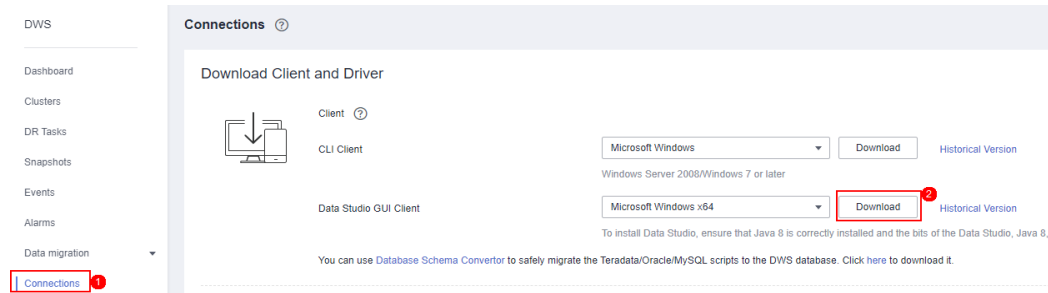 DWS
Connections ?
Dashboard
Clusters
DR Tasks
Snapshots
Events
Alarms
Data migration
Connections 1
Download Client and Driver
Client ?
CLI Client
Microsoft Windows
Download
Historical Version
Windows Server 2008/Windows 7 or later
Data Studio GUI Client
Microsoft Windows x64
Download 2
Historical Version
To install Data Studio, ensure that Java 8 is correctly installed and the bits of the Data Studio, Java 8,
You can use Database Schema Convertor to safely migrate the Teradata/Oracle/MySQL scripts to the DWS database. Click here to download it.